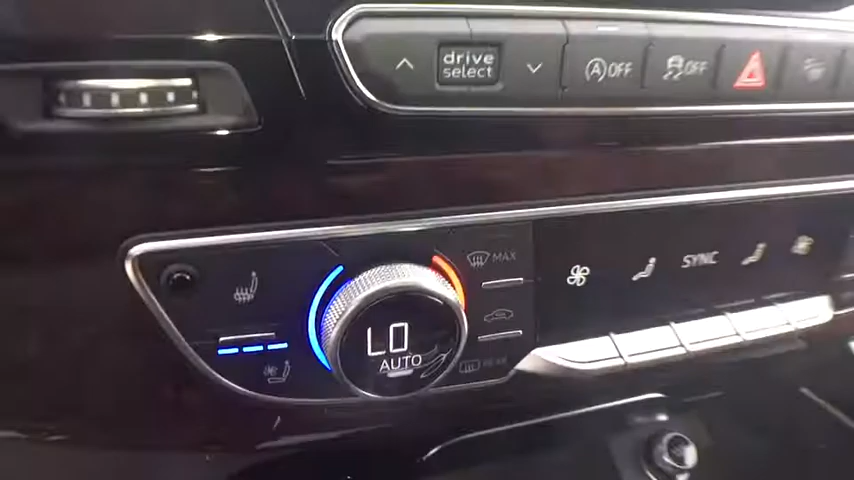 drive
select
A OFF
OFF
MAX
SYNC
LO
AUTO
REAR